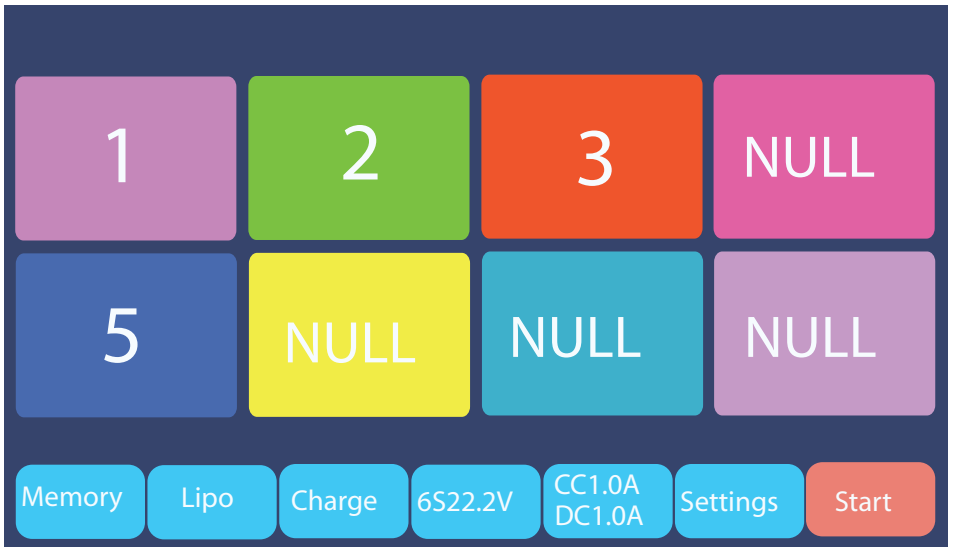 1
2
3
NULL
5
NULL
NULL
NULL
Memory
Lipo
Charge
6S22.2V
CC1.0A
DC1.0A
Settings
Start